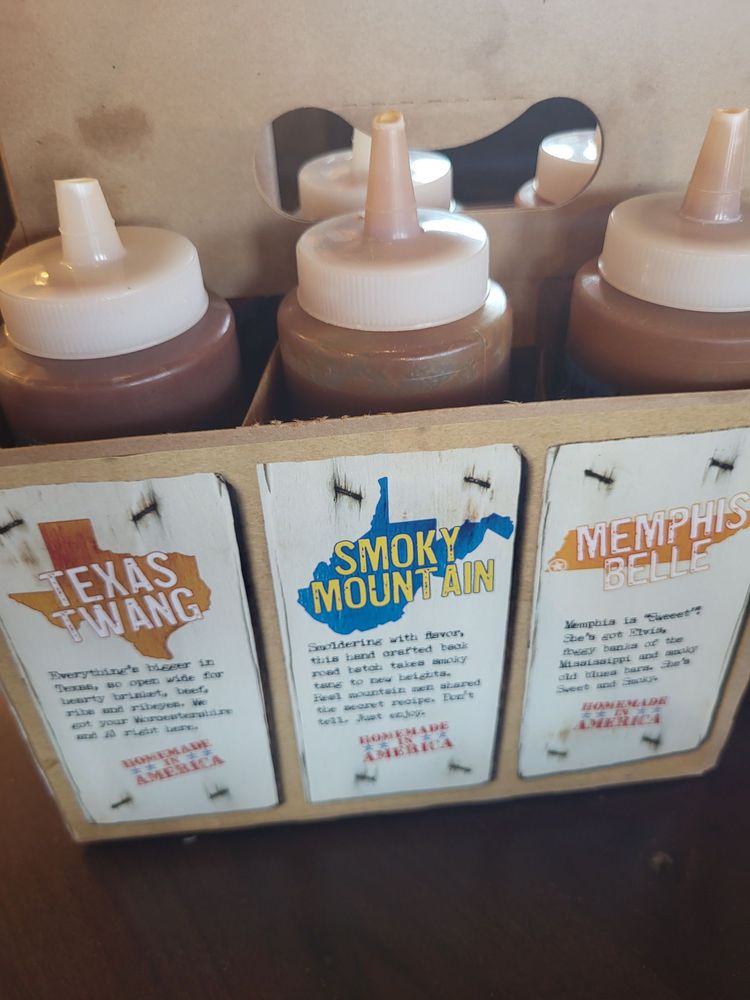 TEXAS
TWANG
Everything's bigger in
Texas, so open wide for
hearty brisket, beef,
ribs and ribeyes. We
got your Worcestershire
and A1 right here.
HOMEMADE
IN
AMERICA
SMOKY
MOUNTAIN
Smoldering with flavor,
this hand crafted back
road batch takes smoky
tang to new heights.
Real mountain men shared
the secret recipe. Don't
tell. Just enjoy.
HOMEMADE
IN
AMERICA
MEMPHIS
BELLE
Memphis is "Sweeet".
She's got Elvis,
foggy banks of the
Mississippi and smoky
old blues bars. She's
Sweet and Smoky.
HOMEMADE
IN
AMERICA